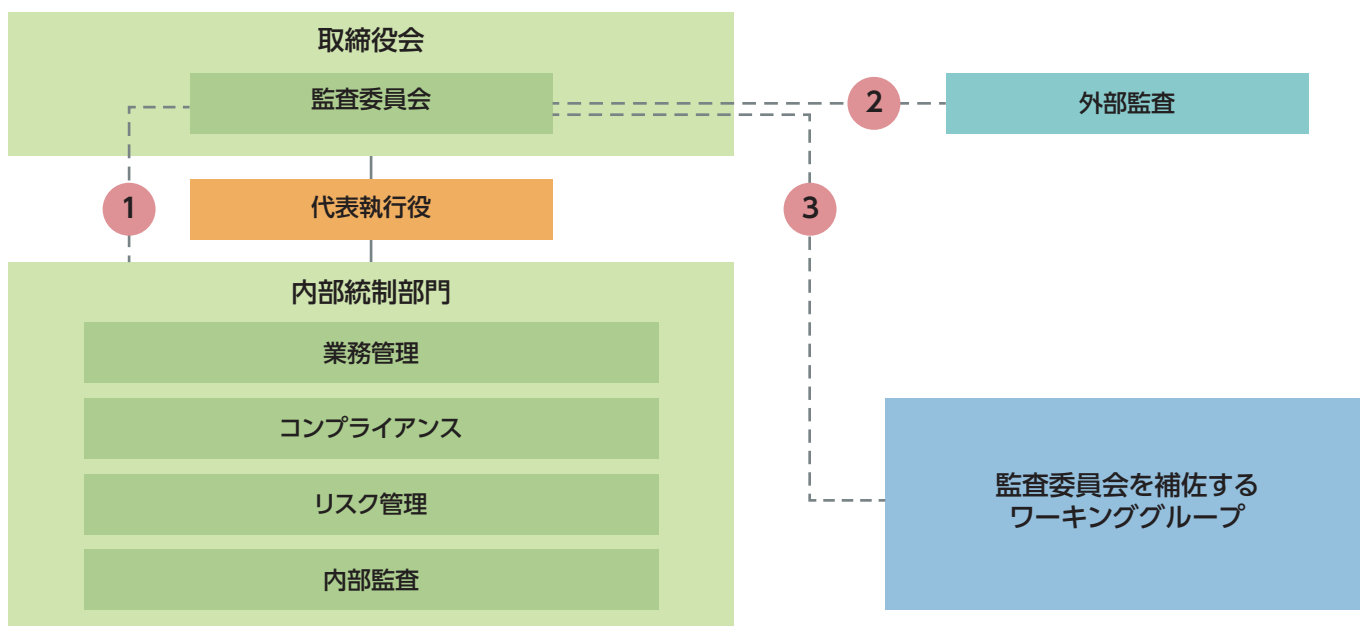 取締役会
監査委員会
2
外部監査
1
代表執行役
3
内部統制部門
業務管理
コンプライアンス
リスク管理
内部監査
監査委員会を補佐する
ワーキンググループ